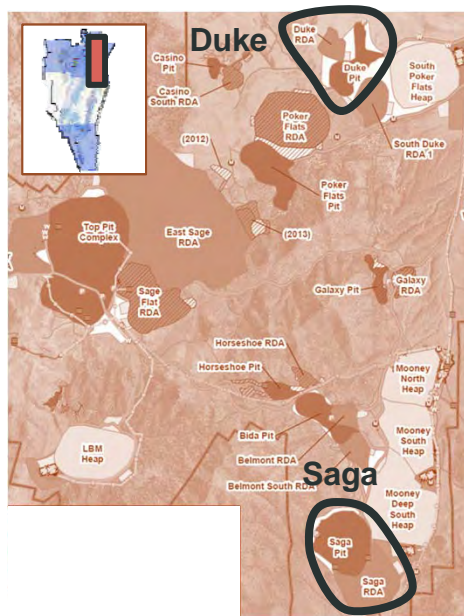 Duke
Duke
RDA
Casino
Pit
Duke
Pit
South
Poker
Flats
Heap
Casino
South RDA
Poker
Flats
RDA
(2012)
South Duke
RDA 1
Poker
Flats
Pit
Top Pit
Complex
East Sage
RDA
(2013)
Sage
Flat
RDA
Galaxy Pit
Galaxy
RDA
Horseshoe RDA
Horseshoe Pit
Mooney
North
Heap
Bida Pit
Mooney
South
Heap
LBM
Heap
Belmont RDA
Belmont South RDA
Saga
Mooney
Deep
South
Heap
Saga
Pit
Saga
RDA